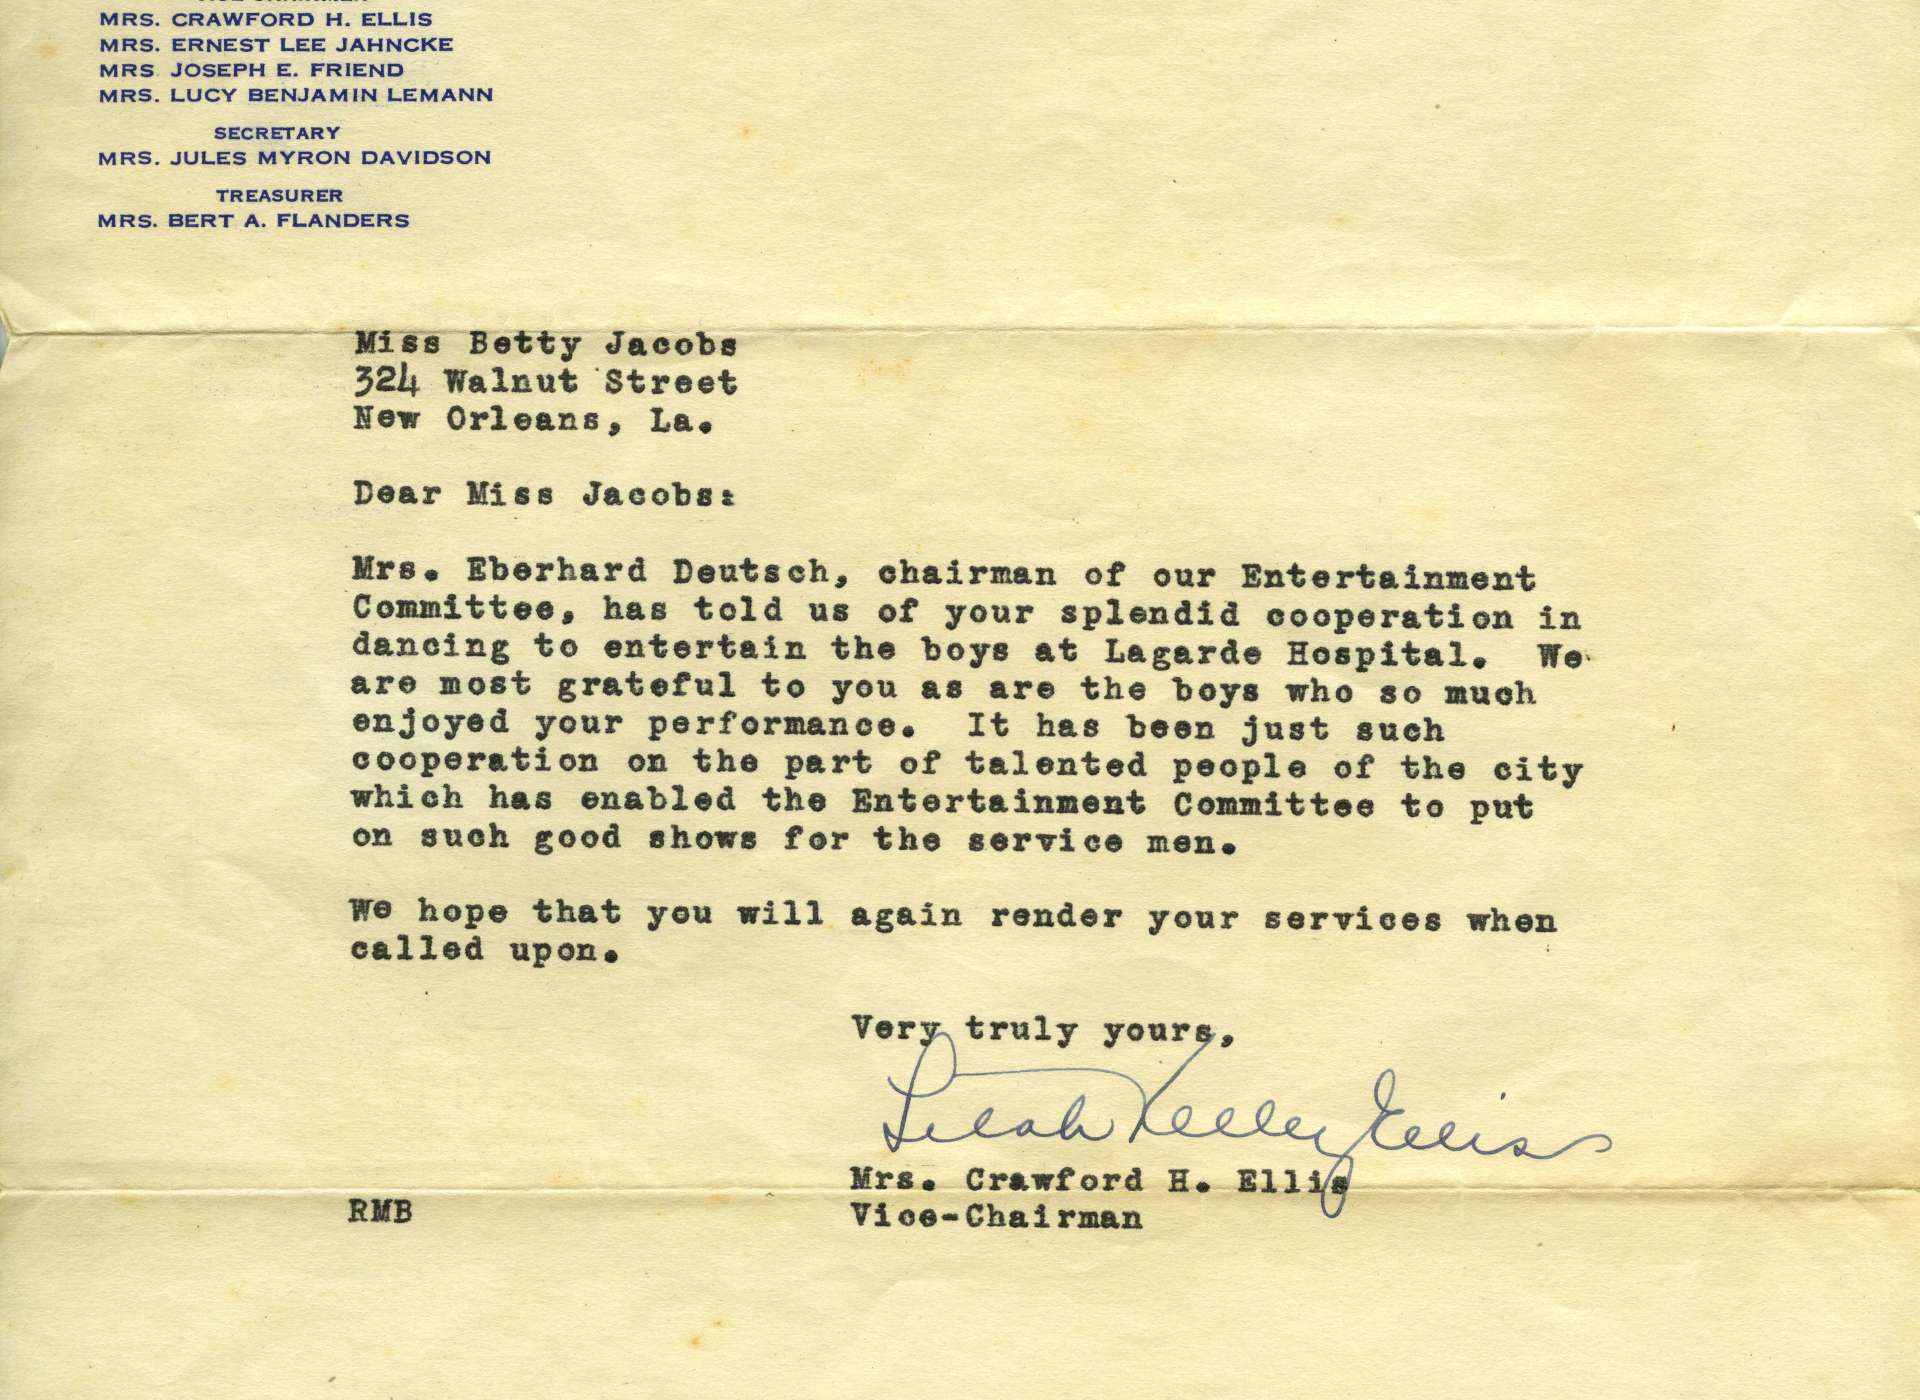 VICE-CHAIRMEN
MRS. CRAWFORD H. ELLIS
MRS. ERNEST LEE JAHNCKE
MRS JOSEPH E. FRIEND
MRS. LUCY BENJAMIN LEMANN
SECRETARY
MRS. JULES MYRON DAVIDSON
TREASURER
MRS. BERT A. FLANDERS
Miss Betty Jacobs
324 Walnut Street
New Orleans, La.
Dear Miss Jacobs:
Mrs. Eberhard Deutsch, chairman of our Entertainment
Committee, has told us of your splendid cooperation in
dancing to entertain the boys at Lagarde Hospital. We
are most grateful to you as are the boys who so much
enjoyed your performance. It has been just such
cooperation on the part of talented people of the city
which has enabled the Entertainment Committee to put
on such good shows for the service men.
We hope that you will again render your services when
called upon.
Very truly yours,
Leah Kelley Ellis
Mrs. Crawford H. Ellis
RMB
Vice-Chairman